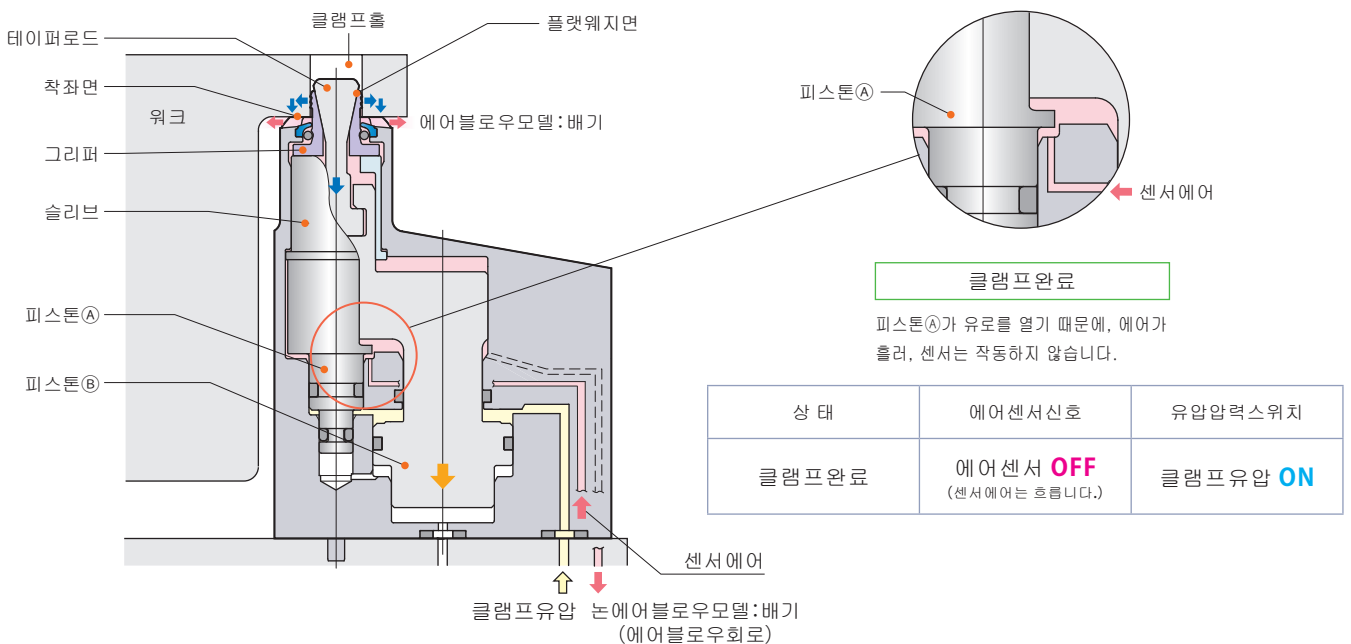 클램프홀
테이퍼로드
플랫웨지면
착좌면
워크
에어블로우모델:배기
그리퍼
슬리브
피스톤Ⓐ
피스톤Ⓑ
센서에어
클램프유압
논에어블로우모델:배기
(에어블로우회로)
피스톤Ⓐ
센서에어
클램프완료
피스톤Ⓐ가 유로를 열기 때문에, 에어가
흘러, 센서는 작동하지 않습니다.
상 태 에어센서신호 유압압력스위치
클램프완료 에어센서 OFF 클램프유압 ON
(센서에어는 흐릅니다.)